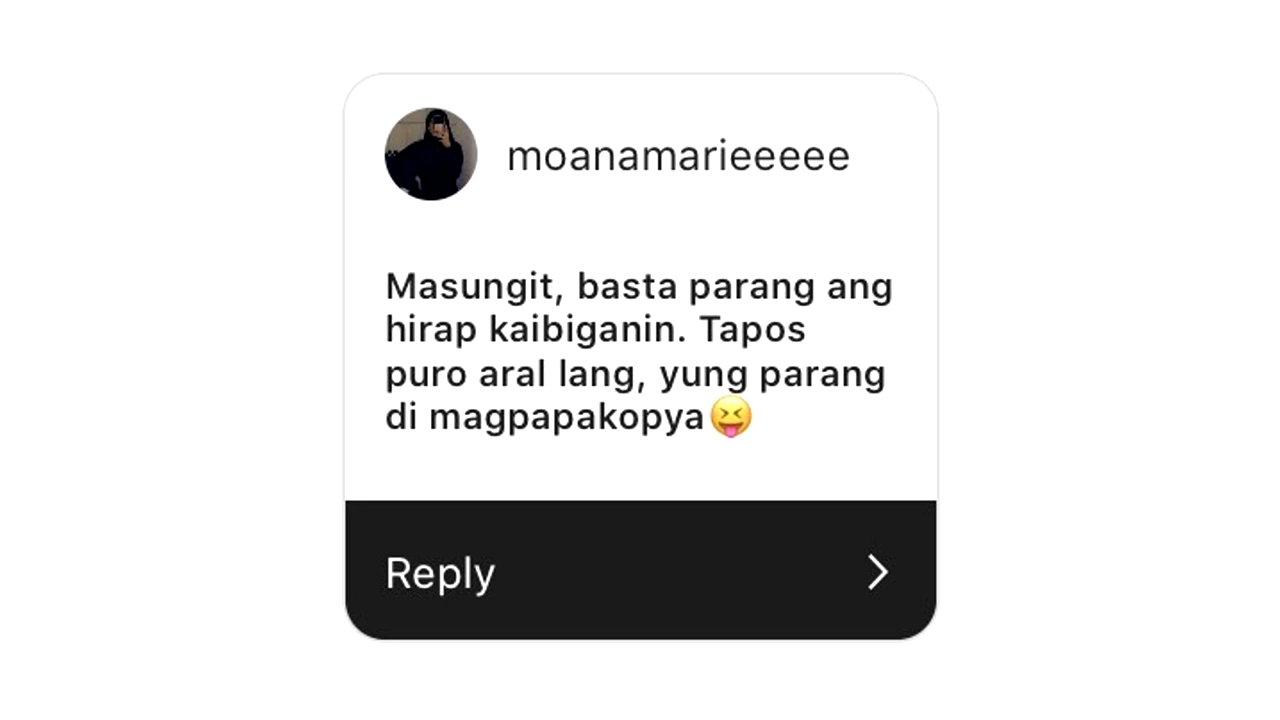 moanamarieeeee
Masungit, basta parang ang
hirap kaibiganin. Tapos
puro aral lang, yung parang
di magpapakopya😝
Reply